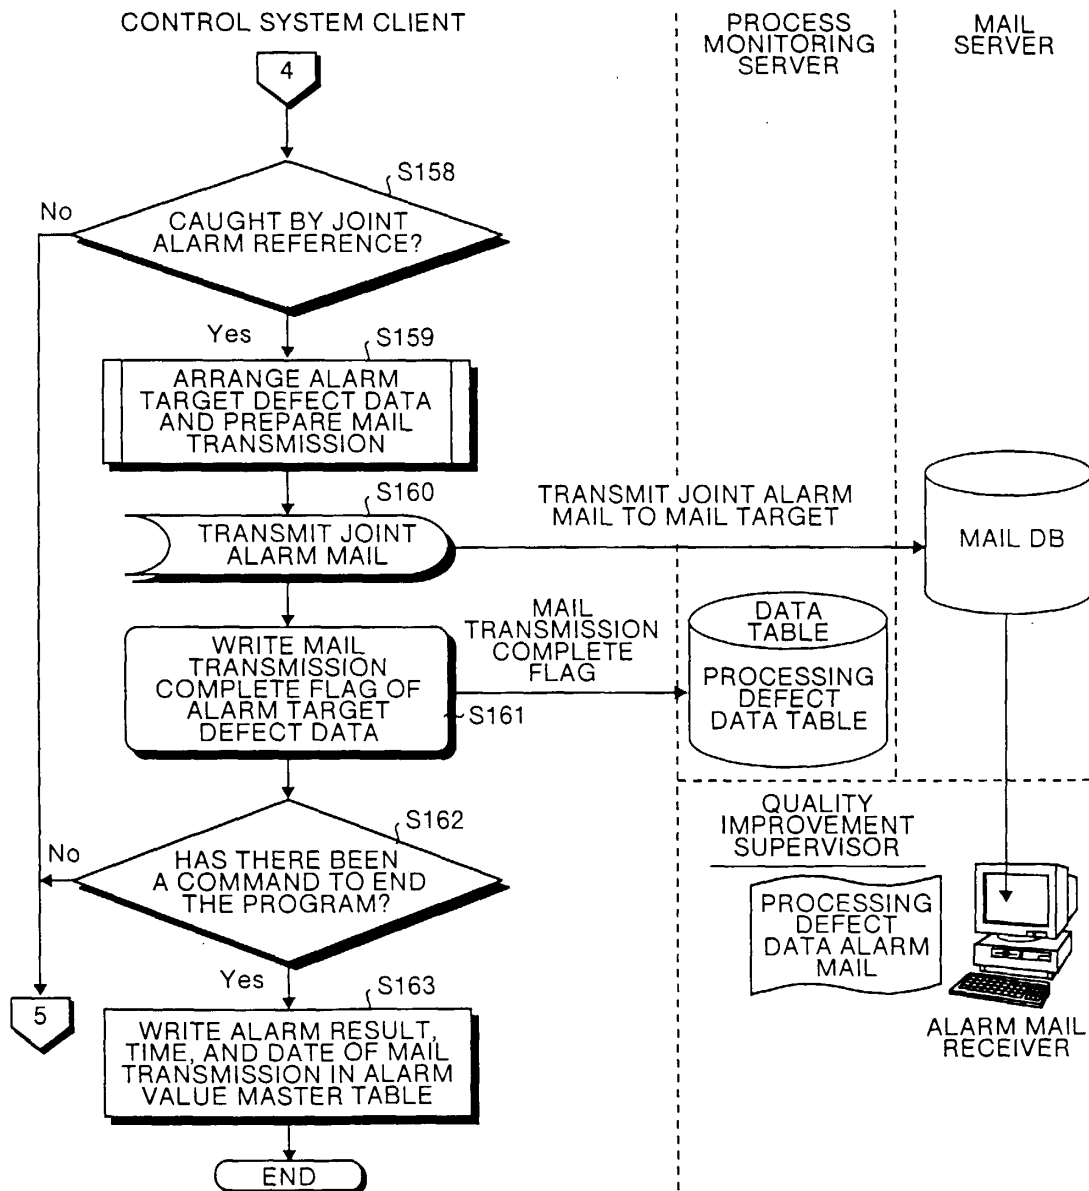 CONTROL SYSTEM CLIENT
PROCESS
MONITORING
SERVER
MAIL
SERVER
4
S158
No
CAUGHT BY JOINT
ALARM REFERENCE?
Yes
S159
ARRANGE ALARM
TARGET DEFECT DATA
AND PREPARE MAIL
TRANSMISSION
S160
TRANSMIT JOINT
ALARM MAIL
TRANSMIT JOINT ALARM
MAIL TO MAIL TARGET
MAIL DB
WRITE MAIL
TRANSMISSION
COMPLETE FLAG OF
ALARM TARGET
DEFECT DATA
S161
MAIL
TRANSMISSION
COMPLETE
FLAG
DATA
TABLE
PROCESSING
DEFECT
DATA TABLE
S162
No
HAS THERE BEEN
A COMMAND TO END
THE PROGRAM?
Yes
QUALITY
IMPROVEMENT
SUPERVISOR
PROCESSING
DEFECT
DATA ALARM
MAIL
ALARM MAIL
RECEIVER
5
S163
WRITE ALARM RESULT,
TIME, AND DATE OF MAIL
TRANSMISSION IN ALARM
VALUE MASTER TABLE
END